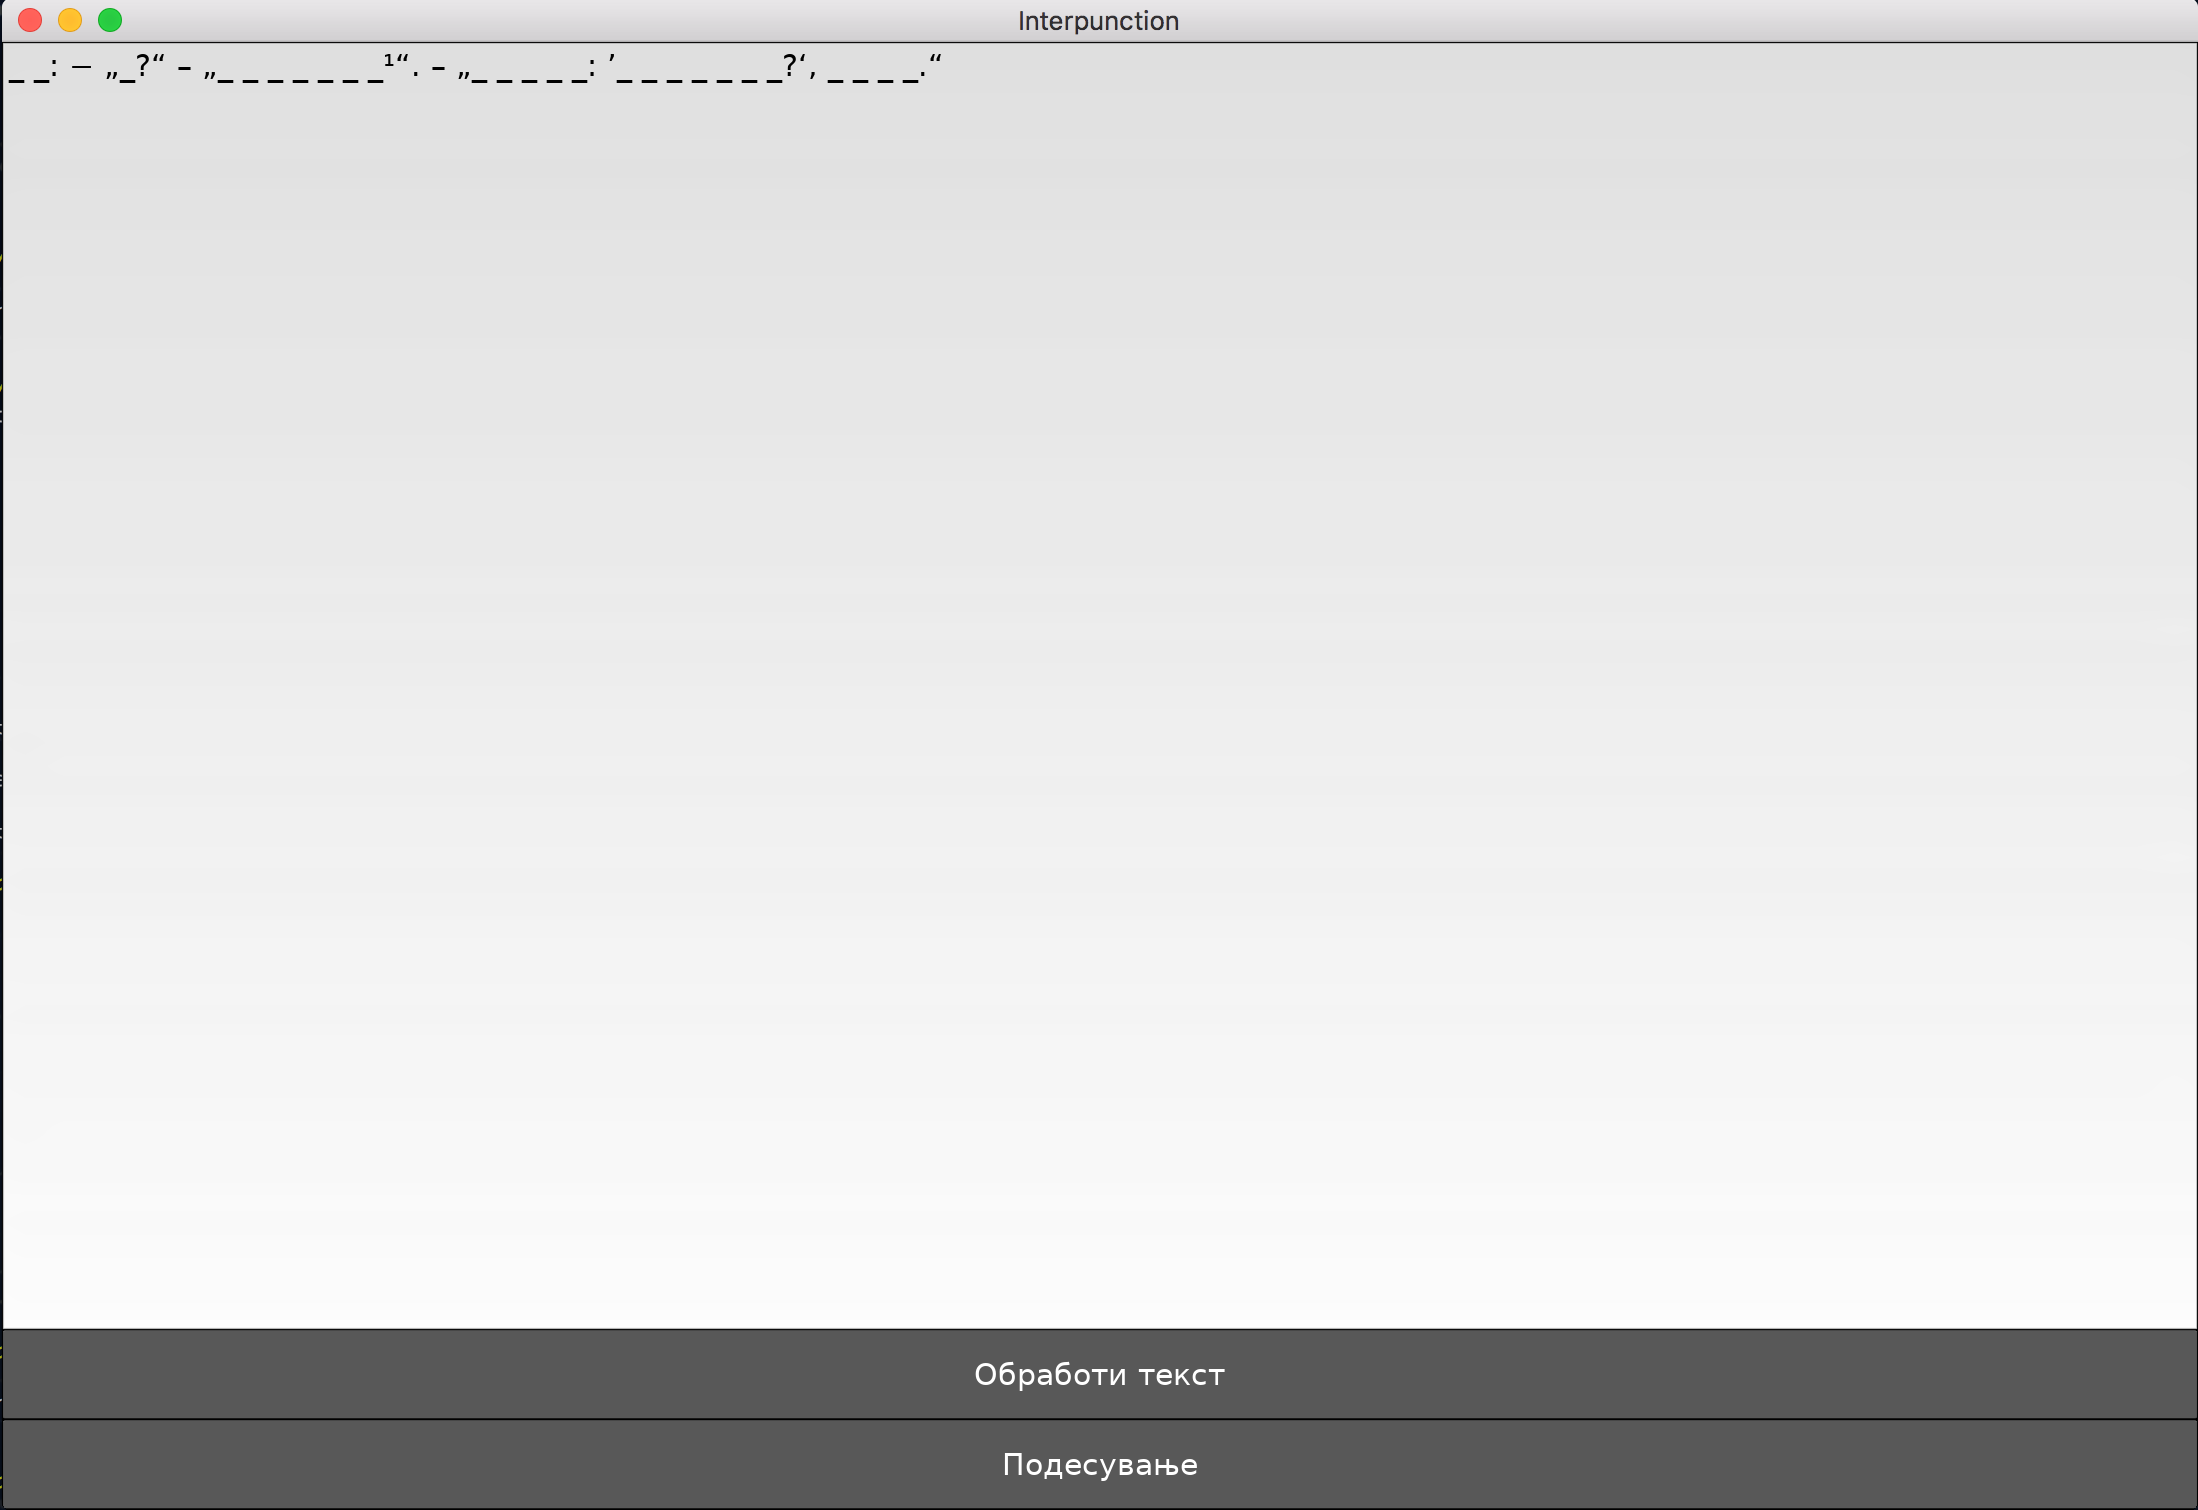 Interpunction
_ _: — „_?“ – „_ _ _ _ _ _ _¹“. – „_ _ _ _ _: ’_ _ _ _ _ _ _?‘, _ _ _ _.“
Обработи текст
Подесување